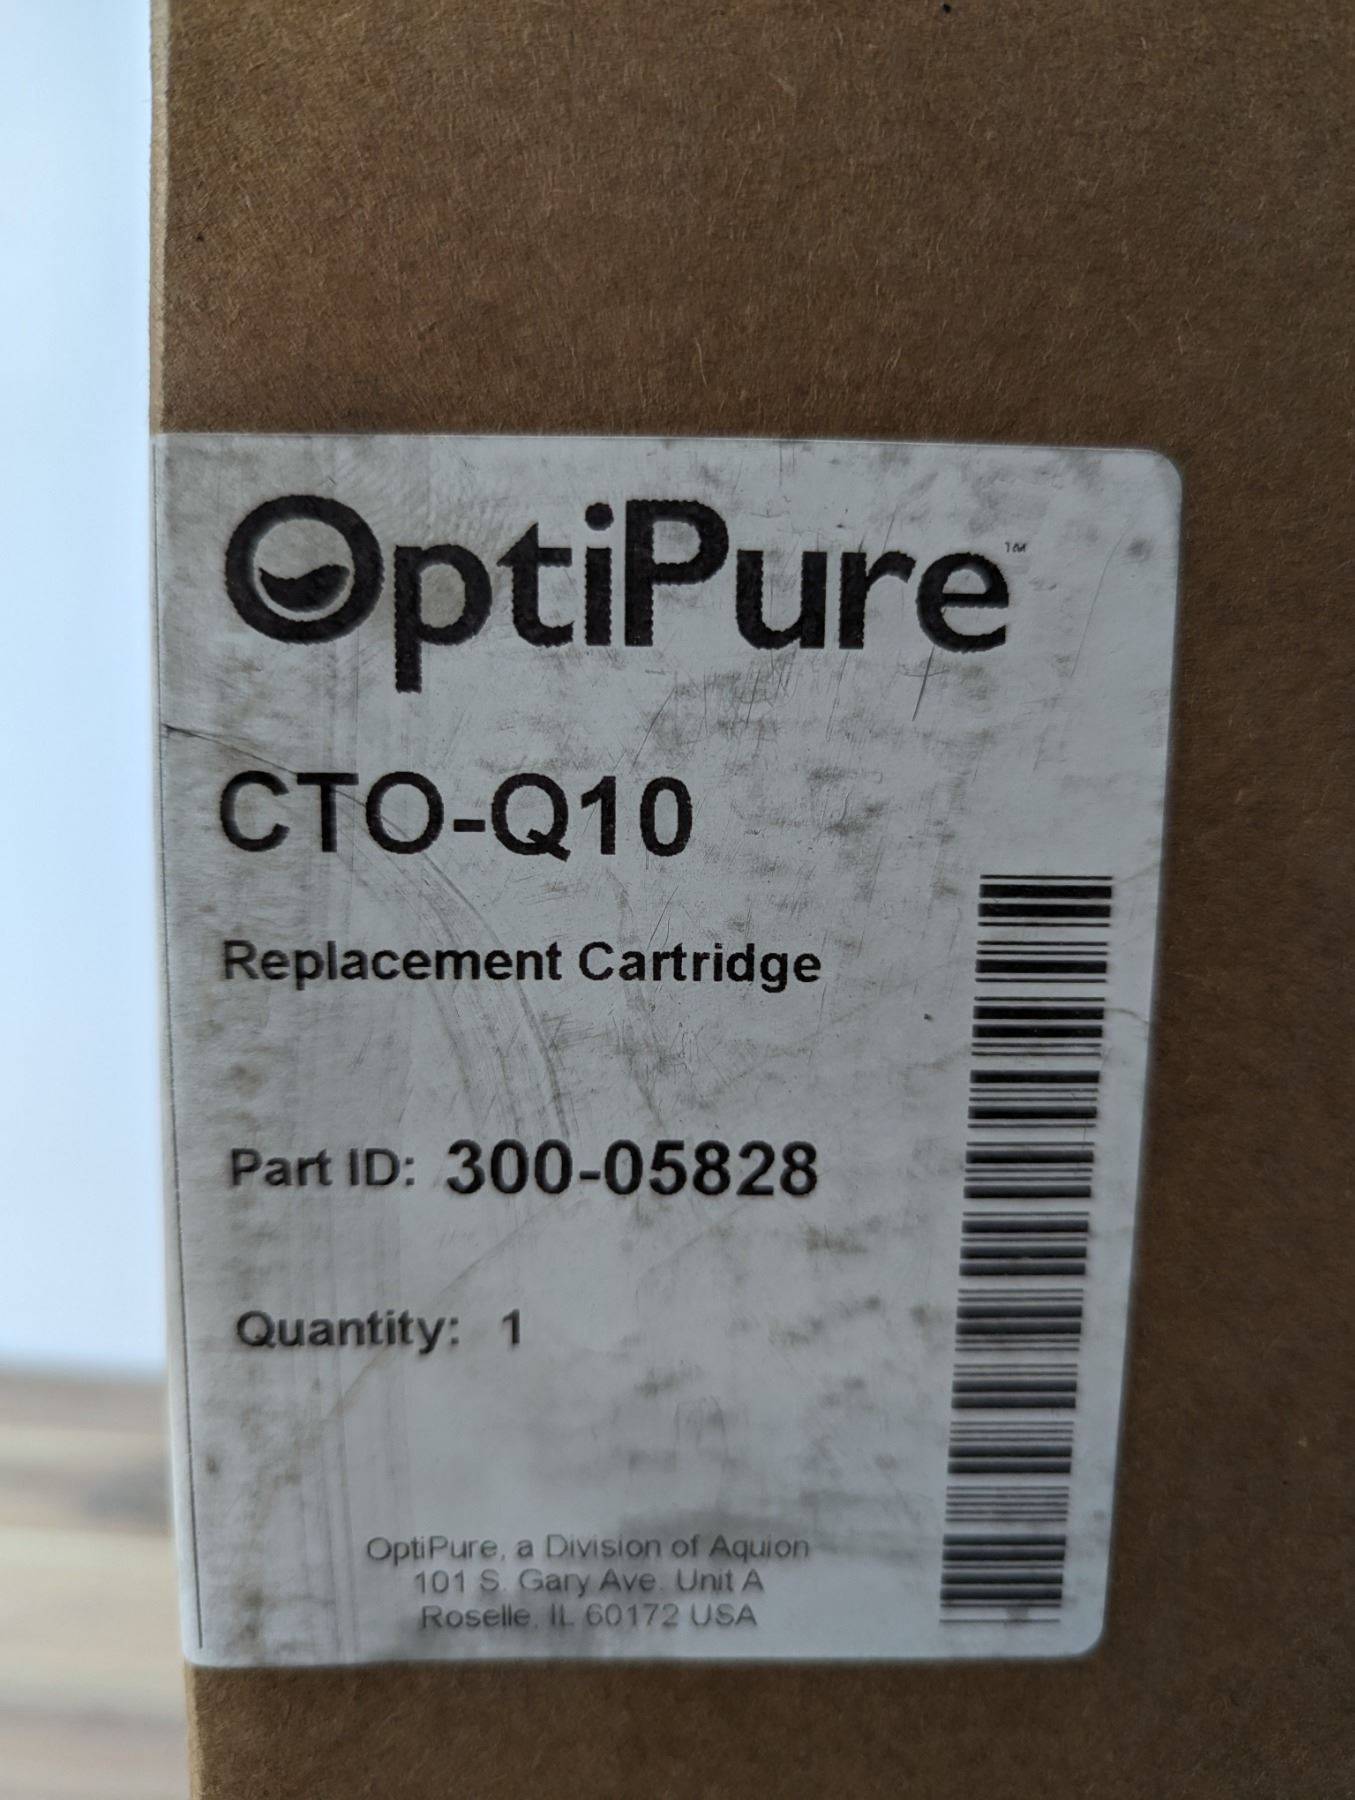 OptiPure™
CTO-Q10
Replacement Cartridge
Part ID: 300-05828
Quantity: 1
OptiPure, a Division of Aquion
101 S. Gary Ave. Unit A
Roselle, IL 60172 USA